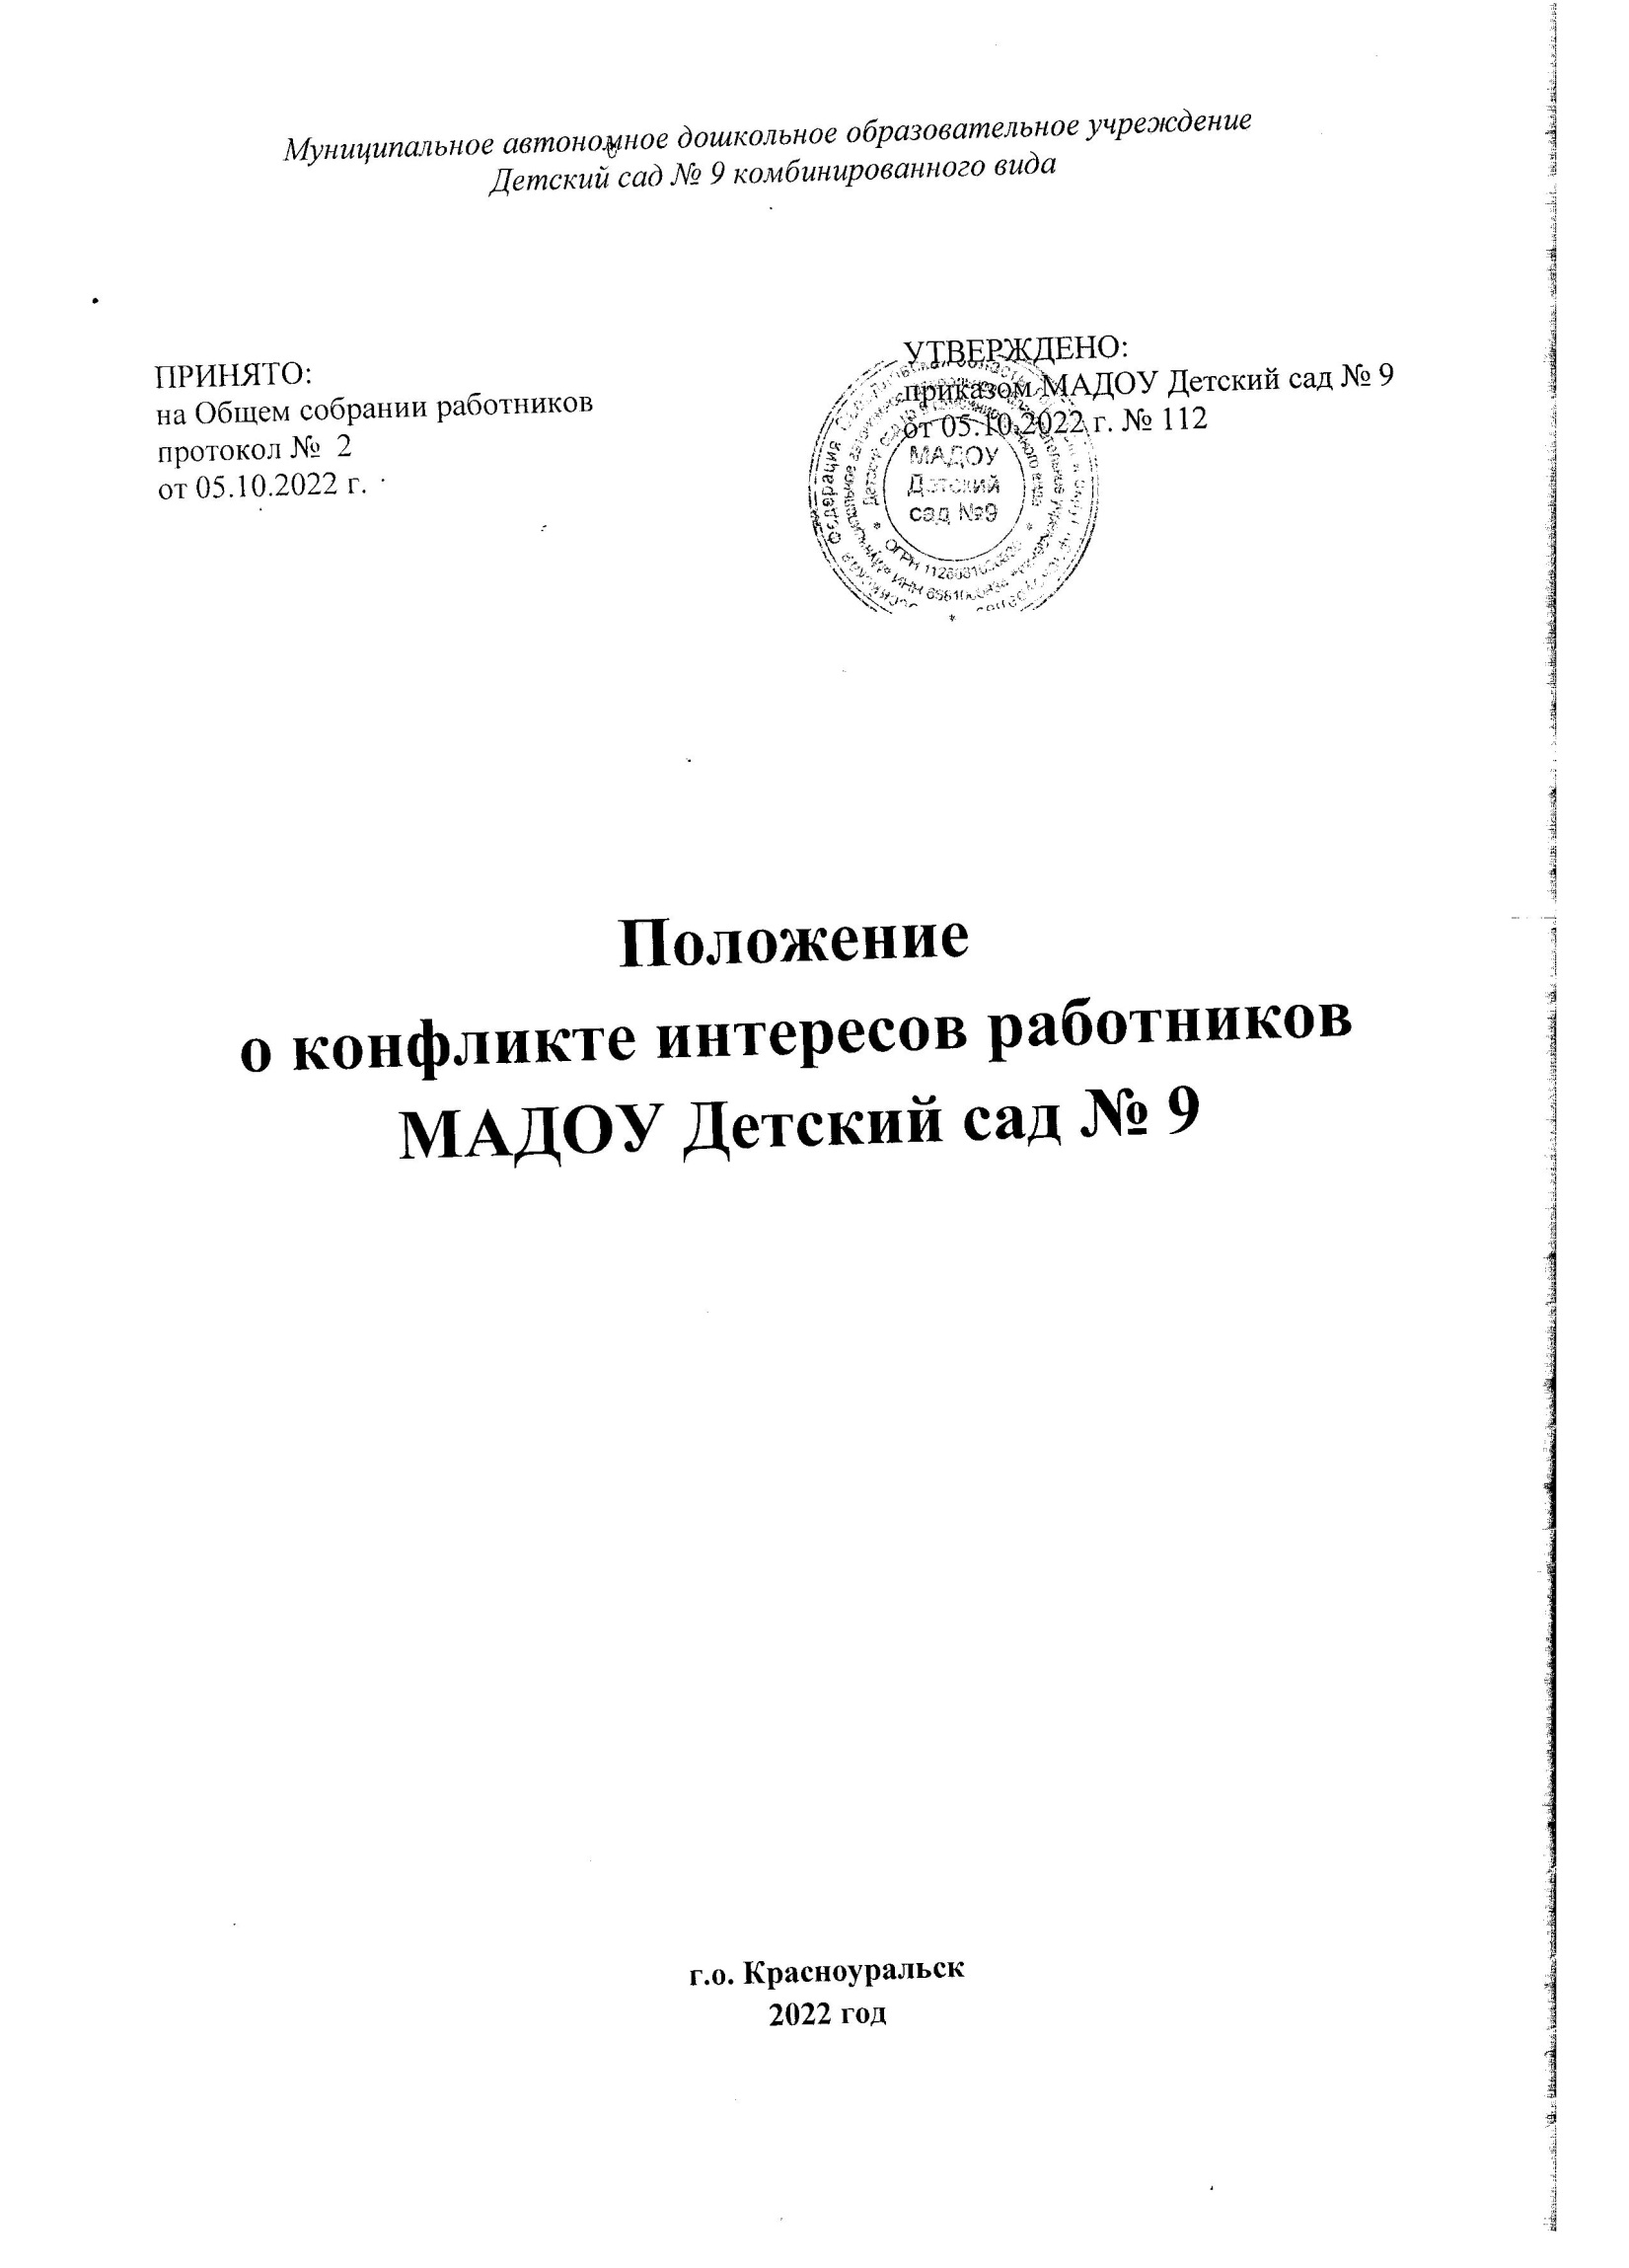 Муниципальное автономное дошкольное образовательное учреждение
Детский сад № 9 комбинированного вида
ПРИНЯТО:
на Общем собрании работников
протокол № 2
от 05.10.2022 г.
УТВЕРЖДЕНО:
приказом МАДОУ Детский сад № 9
от 05.10.2022 г. № 112
МАДОУ
Детский
сад №9
Положение
о конфликте интересов работников
МАДОУ Детский сад № 9
г.о. Красноуральск
2022 год